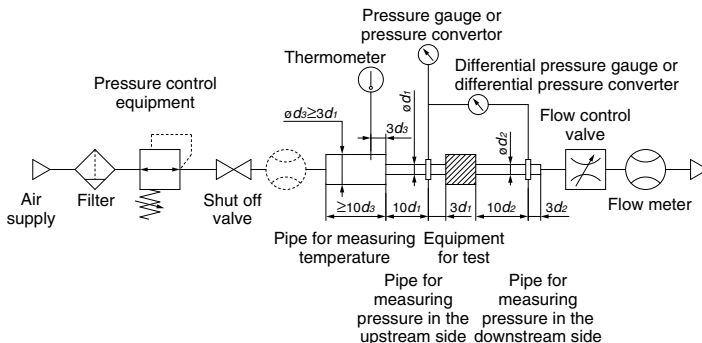 Pressure gauge or
pressure convertor
Thermometer
Differential pressure gauge or
differential pressure converter
Pressure control
equipment
ød3≥3d1
3d3
ød1
ød2
Flow control
valve
Air
supply
Filter
Shut off
valve
≥10d3
10d1
3d1
10d2
3d2
Flow meter
Pipe for measuring
temperature
Equipment
for test
Pipe for
measuring
pressure in the
upstream side
Pipe for
measuring
pressure in the
downstream side